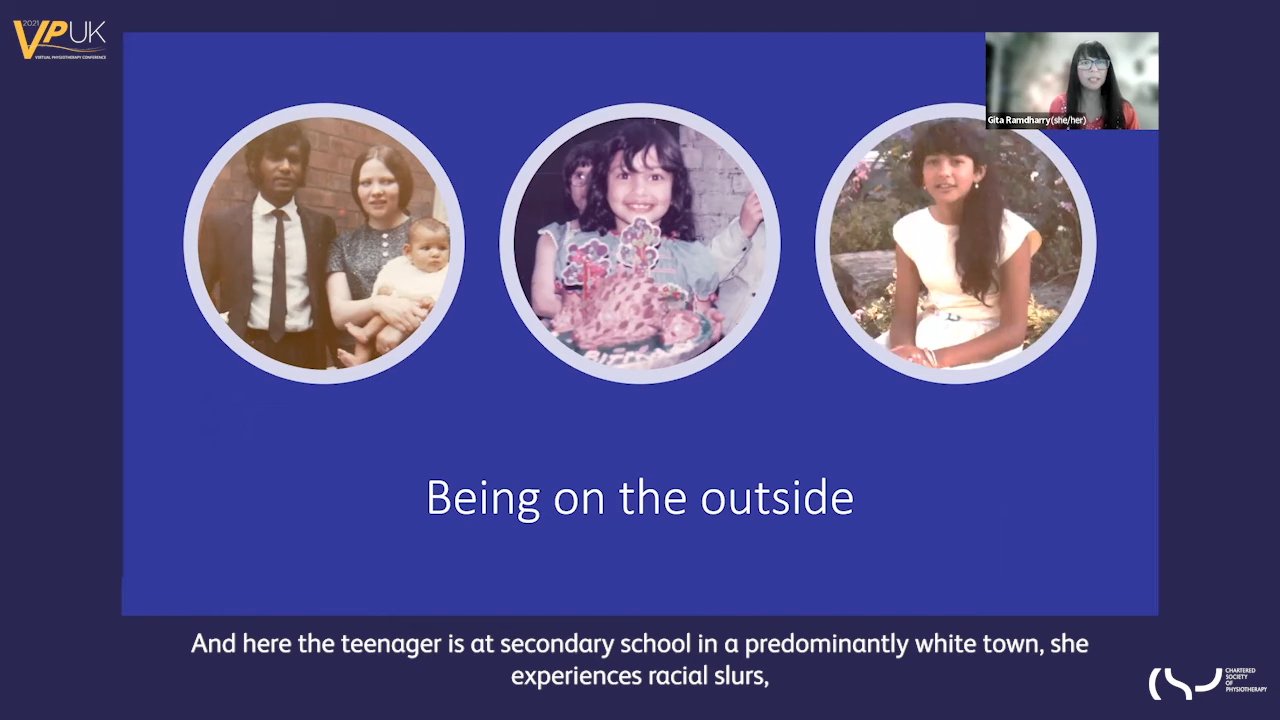 2021
VPUK
VIRTUAL PHYSIOTHERAPY CONFERENCE
Gita Ramdharry(she/her)
Being on the outside
And here the teenager is at secondary school in a predominantly white town, she
experiences racial slurs,
CHARTERED
SOCIETY
OF
PHYSIOTHERAPY